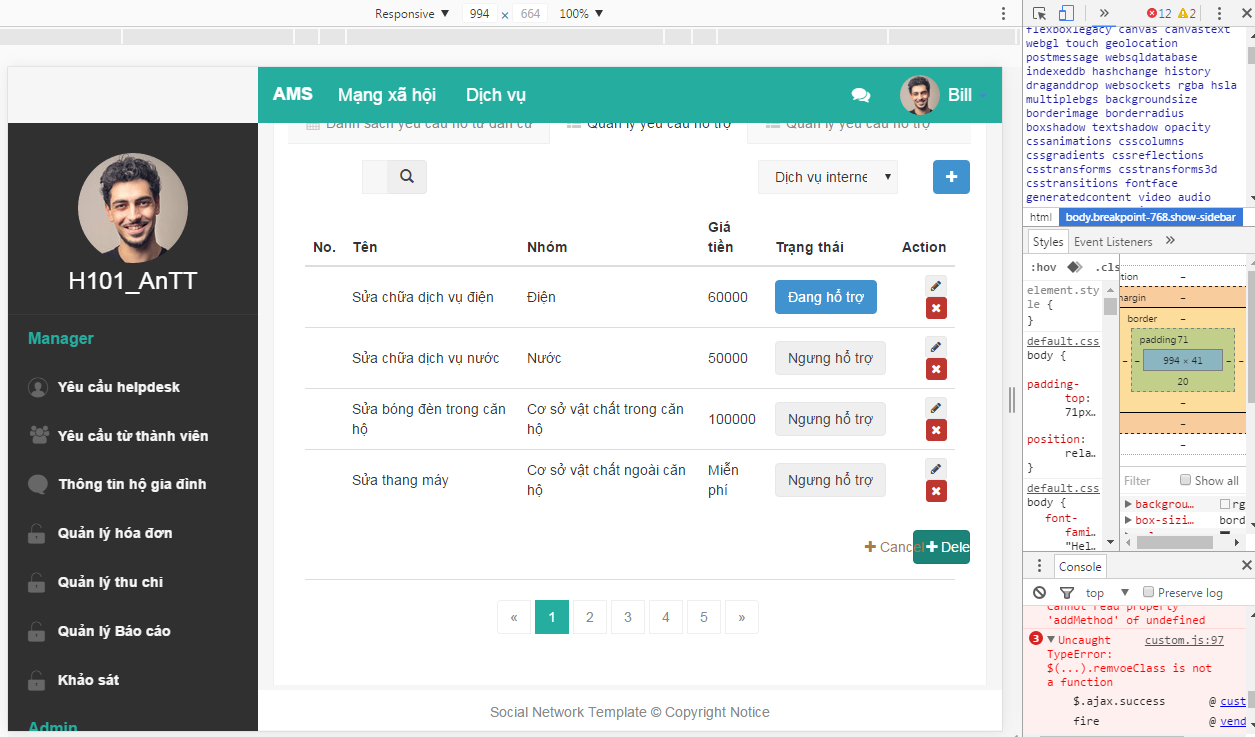 Responsive ▼ 994 x 664 100% ▼
12 2
AMS Mạng xã hội Dịch vụ Bill
Danh sách yêu cầu hỗ trợ từ dân cư Quản lý yêu cầu hỗ trợ Quản lý yêu cầu hỗ trợ
H101_AnTT
Manager
Yêu cầu helpdesk
Yêu cầu từ thành viên
Thông tin hộ gia đình
Quản lý hóa đơn
Quản lý thu chi
Quản lý Báo cáo
Khảo sát
Admin
Dịch vụ interne
No. Tên Nhóm Giá tiền Trạng thái Action
Sửa chữa dịch vụ điện Điện 60000 Đang hổ trợ
Sửa chữa dịch vụ nước Nước 50000 Ngưng hổ trợ
Sửa bóng đèn trong căn hộ Cơ sở vật chất trong căn hộ 100000 Ngưng hổ trợ
Sửa thang máy Cơ sở vật chất ngoài căn hộ Miễn phí Ngưng hổ trợ
Cancel Dele
« 1 2 3 4 5 »
Social Network Template © Copyright Notice
flexboxlegacy canvas canvastext
webgl touch geolocation
postmessage websqldatabase
indexeddb hashchange history
draganddrop websockets rgba hsla
multiplebgs backgroundsize
borderimage borderradius
boxshadow textshadow opacity
cssanimations csscolumns
cssgradients cssreflections
csstransforms csstransforms3d
csstransitions fontface
generatedcontent video audio
html body.breakpoint-768.show-sidebar
Styles Event Listeners »
:hov .cls
element.sty
le {
}
default.css
body {
padding-
top:
71px…
position:
rela…
}
default.css
body {
font-
fami…
"Hel…
tion –
margin –
border –
padding 71
– – 994 × 41 – –
20
–
–
–
Filter Show all
▶ backgrou… rg
▶ box-sizi… bord
Console
top ▼ Preserve log
Cannot read property
'addMethod' of undefined
3 ▼ Uncaught custom.js:97
TypeError:
$(...).remvoeClass is not
a function
$.ajax.success @ cust
fire @ vend